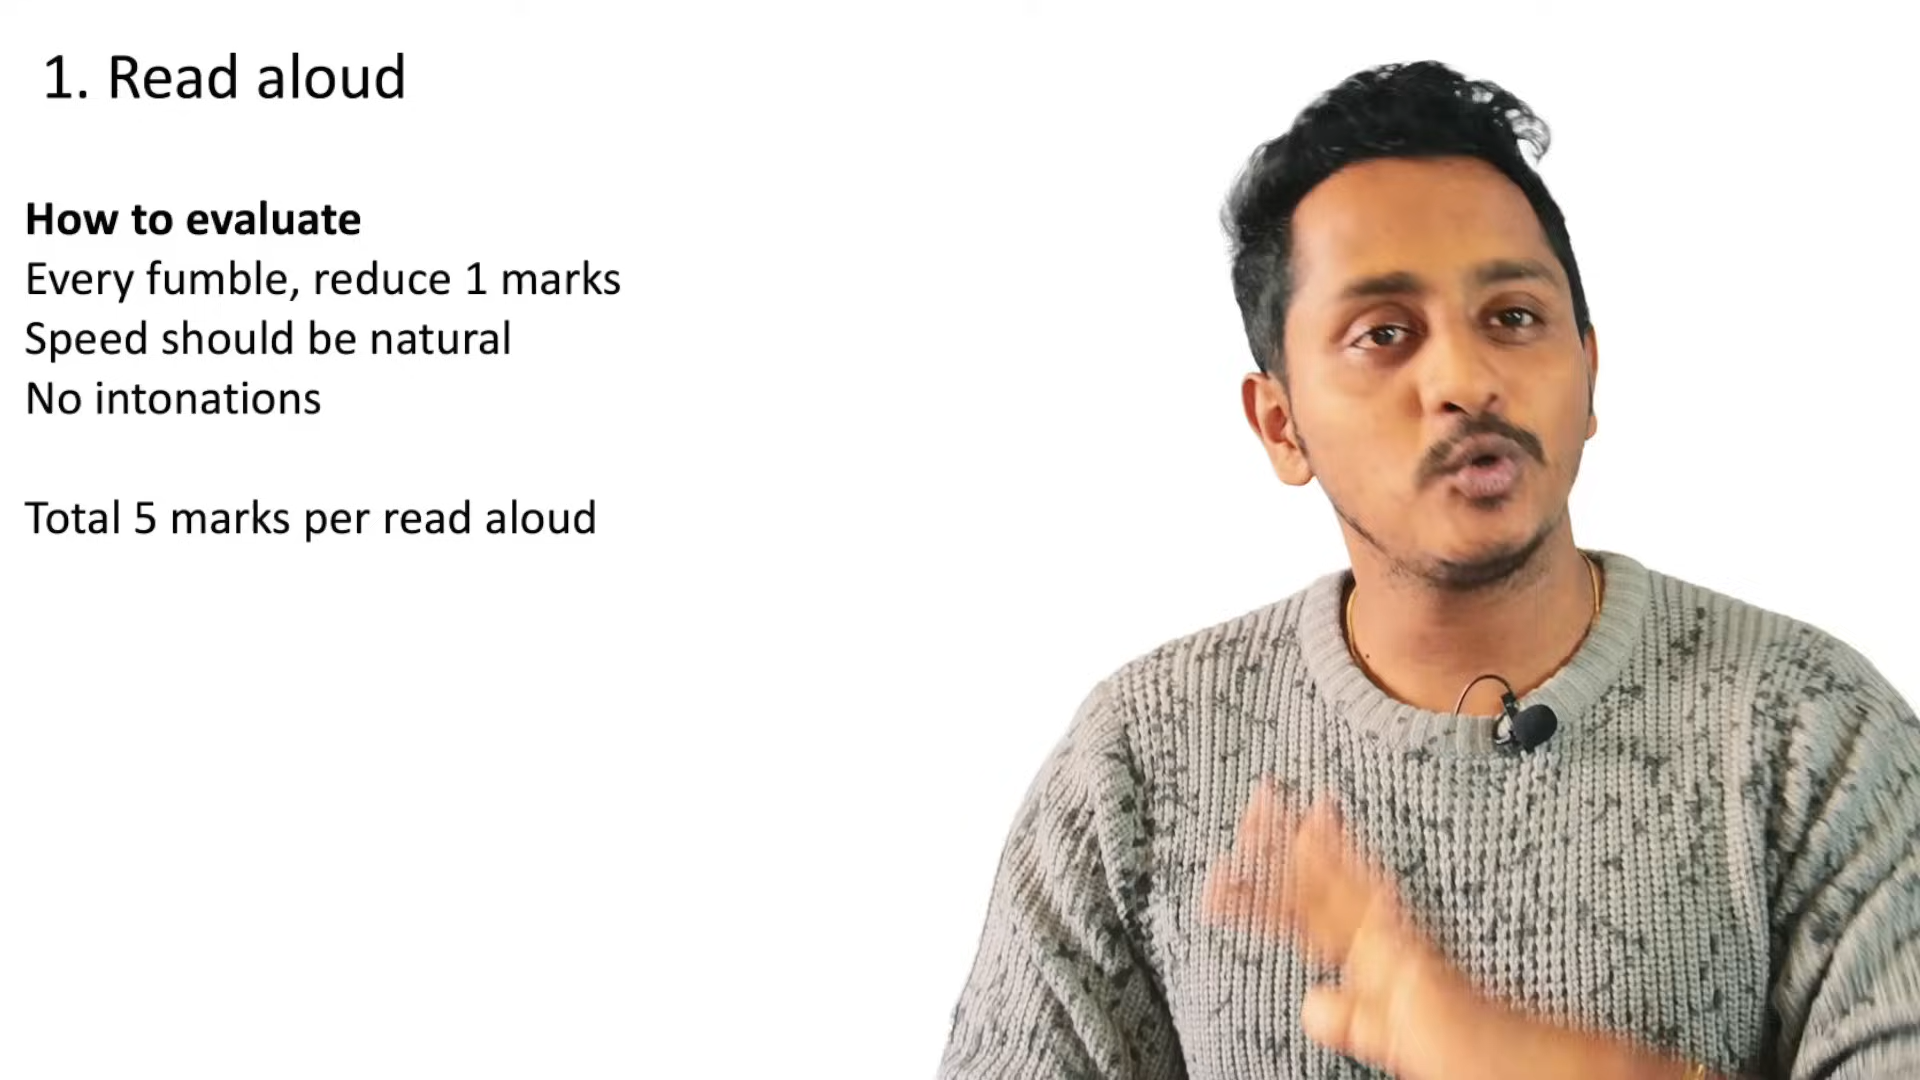 1. Read aloud
How to evaluate
Every fumble, reduce 1 marks
Speed should be natural
No intonations
Total 5 marks per read aloud